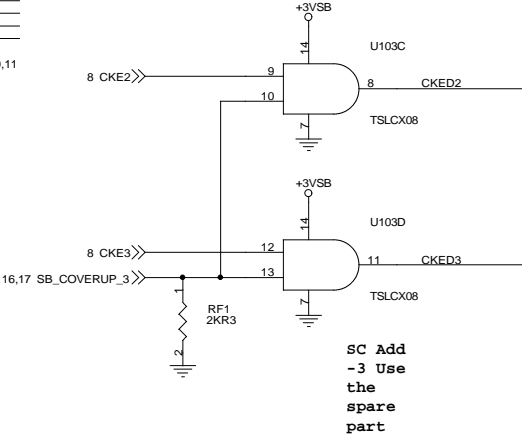 +3VSB
,11
14
U103C
8 CKE2
9
8
CKED2
10
7
TSLCX08
+3VSB
14
U103D
8 CKE3
12
11
CKED3
16,17 SB_COVERUP_3
13
7
TSLCX08
1
RF1
2KR3
2
SC Add
-3 Use
the
spare
part